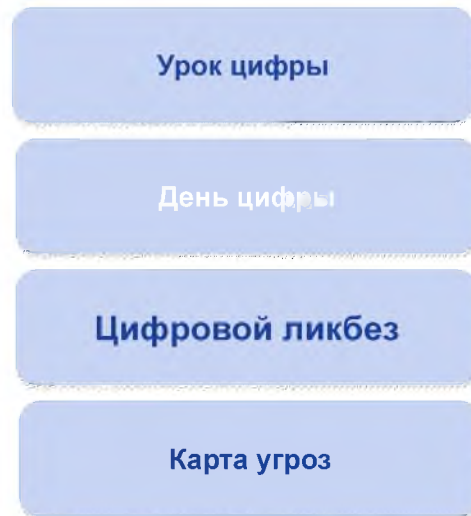 Урок цифры
День цифры
Цифровой ликбез
Карта угроз